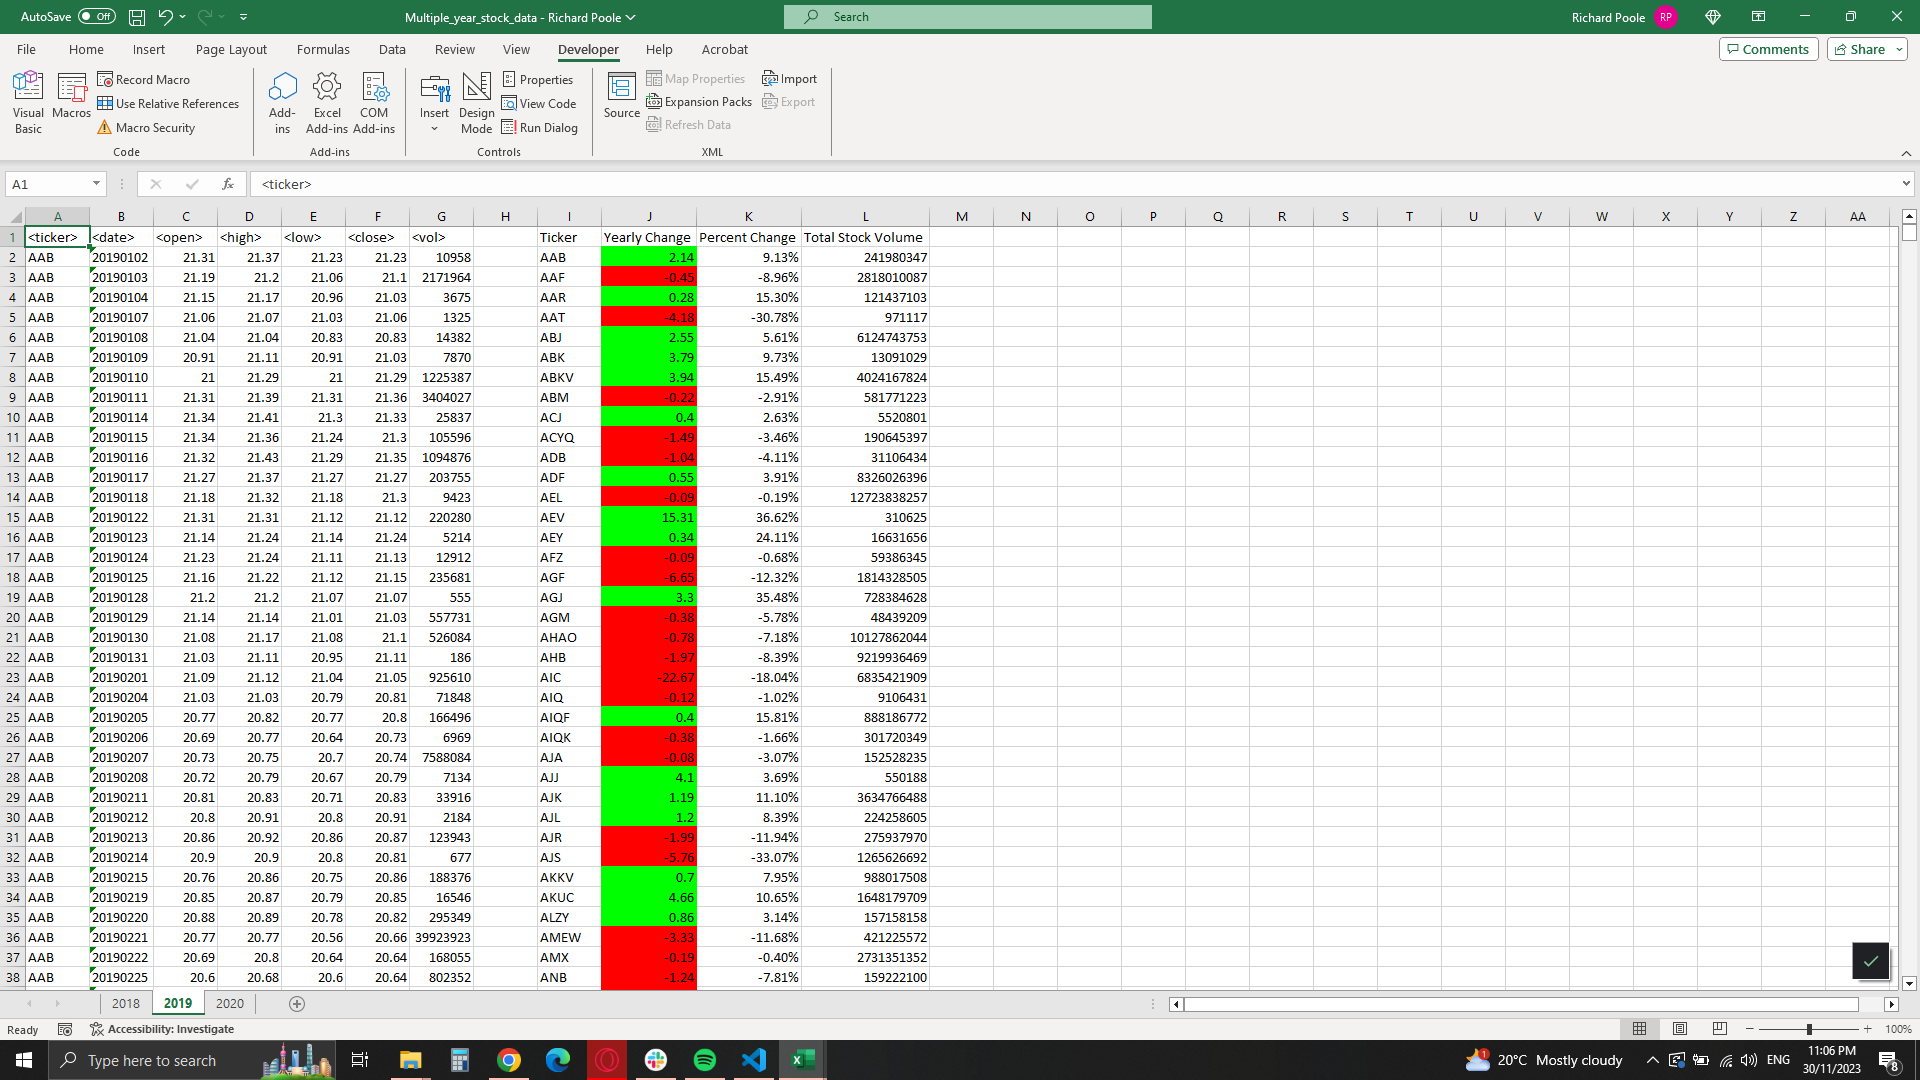 AutoSave Off Multiple_year_stock_data - Richard Poole Search Richard Poole RP
File Home Insert Page Layout Formulas Data Review View Developer Help Acrobat Comments Share
Visual Basic Macros Record Macro Use Relative References Macro Security Code
Add-ins Excel Add-ins COM Add-ins Add-ins
Insert Design Mode Properties View Code Run Dialog Controls
Source Map Properties Expansion Packs Refresh Data Import Export XML
A1 fx <ticker>
A B C D E F G H I J K L M N O P Q R S T U V W X Y Z AA
1 <ticker> <date> <open> <high> <low> <close> <vol> Ticker Yearly Change Percent Change Total Stock Volume
2 AAB 20190102 21.31 21.37 21.23 21.23 10958 AAB 2.14 9.13% 241980347
3 AAB 20190103 21.19 21.2 21.06 21.1 2171964 AAF -0.45 -8.96% 2818010087
4 AAB 20190104 21.15 21.17 20.96 21.03 3675 AAR 0.28 15.30% 121437103
5 AAB 20190107 21.06 21.07 21.03 21.06 1325 AAT -4.18 -30.78% 971117
6 AAB 20190108 21.04 21.04 20.83 20.83 14382 ABJ 2.55 5.61% 6124743753
7 AAB 20190109 20.91 21.11 20.91 21.03 7870 ABK 3.79 9.73% 13091029
8 AAB 20190110 21 21.29 21 21.29 1225387 ABKV 3.94 15.49% 4024167824
9 AAB 20190111 21.31 21.39 21.31 21.36 3404027 ABM -0.22 -2.91% 581771223
10 AAB 20190114 21.34 21.41 21.3 21.33 25837 ACJ 0.4 2.63% 5520801
11 AAB 20190115 21.34 21.36 21.24 21.3 105596 ACYQ -1.49 -3.46% 190645397
12 AAB 20190116 21.32 21.43 21.29 21.35 1094876 ADB -1.04 -4.11% 31106434
13 AAB 20190117 21.27 21.37 21.27 21.27 203755 ADF 0.55 3.91% 8326026396
14 AAB 20190118 21.18 21.32 21.18 21.3 9423 AEL -0.09 -0.19% 12723838257
15 AAB 20190122 21.31 21.31 21.12 21.12 220280 AEV 15.31 36.62% 310625
16 AAB 20190123 21.14 21.24 21.14 21.24 5214 AEY 0.34 24.11% 16631656
17 AAB 20190124 21.23 21.24 21.11 21.13 12912 AFZ -0.09 -0.68% 59386345
18 AAB 20190125 21.16 21.22 21.12 21.15 235681 AGF -6.65 -12.32% 1814328505
19 AAB 20190128 21.2 21.2 21.07 21.07 555 AGJ 3.3 35.48% 728384628
20 AAB 20190129 21.14 21.14 21.01 21.03 557731 AGM -0.38 -5.78% 48439209
21 AAB 20190130 21.08 21.17 21.08 21.1 526084 AHAO -0.78 -7.18% 10127862044
22 AAB 20190131 21.03 21.11 20.95 21.11 186 AHB -1.97 -8.39% 9219936469
23 AAB 20190201 21.09 21.12 21.04 21.05 925610 AIC -22.67 -18.04% 6835421909
24 AAB 20190204 21.03 21.03 20.79 20.81 71848 AIQ -0.12 -1.02% 9106431
25 AAB 20190205 20.77 20.82 20.77 20.8 166496 AIQF 0.4 15.81% 888186772
26 AAB 20190206 20.69 20.77 20.64 20.73 6969 AIQK -0.38 -1.66% 301720349
27 AAB 20190207 20.73 20.75 20.7 20.74 7588084 AJA -0.08 -3.07% 152528235
28 AAB 20190208 20.72 20.79 20.67 20.79 7134 AJJ 4.1 3.69% 550188
29 AAB 20190211 20.81 20.83 20.71 20.83 33916 AJK 1.19 11.10% 3634766488
30 AAB 20190212 20.8 20.91 20.8 20.91 2184 AJL 1.2 8.39% 224258605
31 AAB 20190213 20.86 20.92 20.86 20.87 123943 AJR -1.99 -11.94% 275937970
32 AAB 20190214 20.9 20.9 20.8 20.81 677 AJS -5.76 -33.07% 1265626692
33 AAB 20190215 20.76 20.86 20.75 20.86 188376 AKKV 0.7 7.95% 988017508
34 AAB 20190219 20.85 20.87 20.79 20.85 16546 AKUC 4.66 10.65% 1648179709
35 AAB 20190220 20.88 20.89 20.78 20.82 295349 ALZY 0.86 3.14% 157158158
36 AAB 20190221 20.77 20.77 20.56 20.66 39923923 AMEW -3.33 -11.68% 421225572
37 AAB 20190222 20.69 20.8 20.64 20.64 168055 AMX -0.19 -0.40% 2731351352
38 AAB 20190225 20.6 20.68 20.6 20.64 802352 ANB -1.24 -7.81% 159222100
2018 2019 2020
Ready Accessibility: Investigate 100%
Type here to search 1 20°C Mostly cloudy ENG 11:06 PM 30/11/2023 8